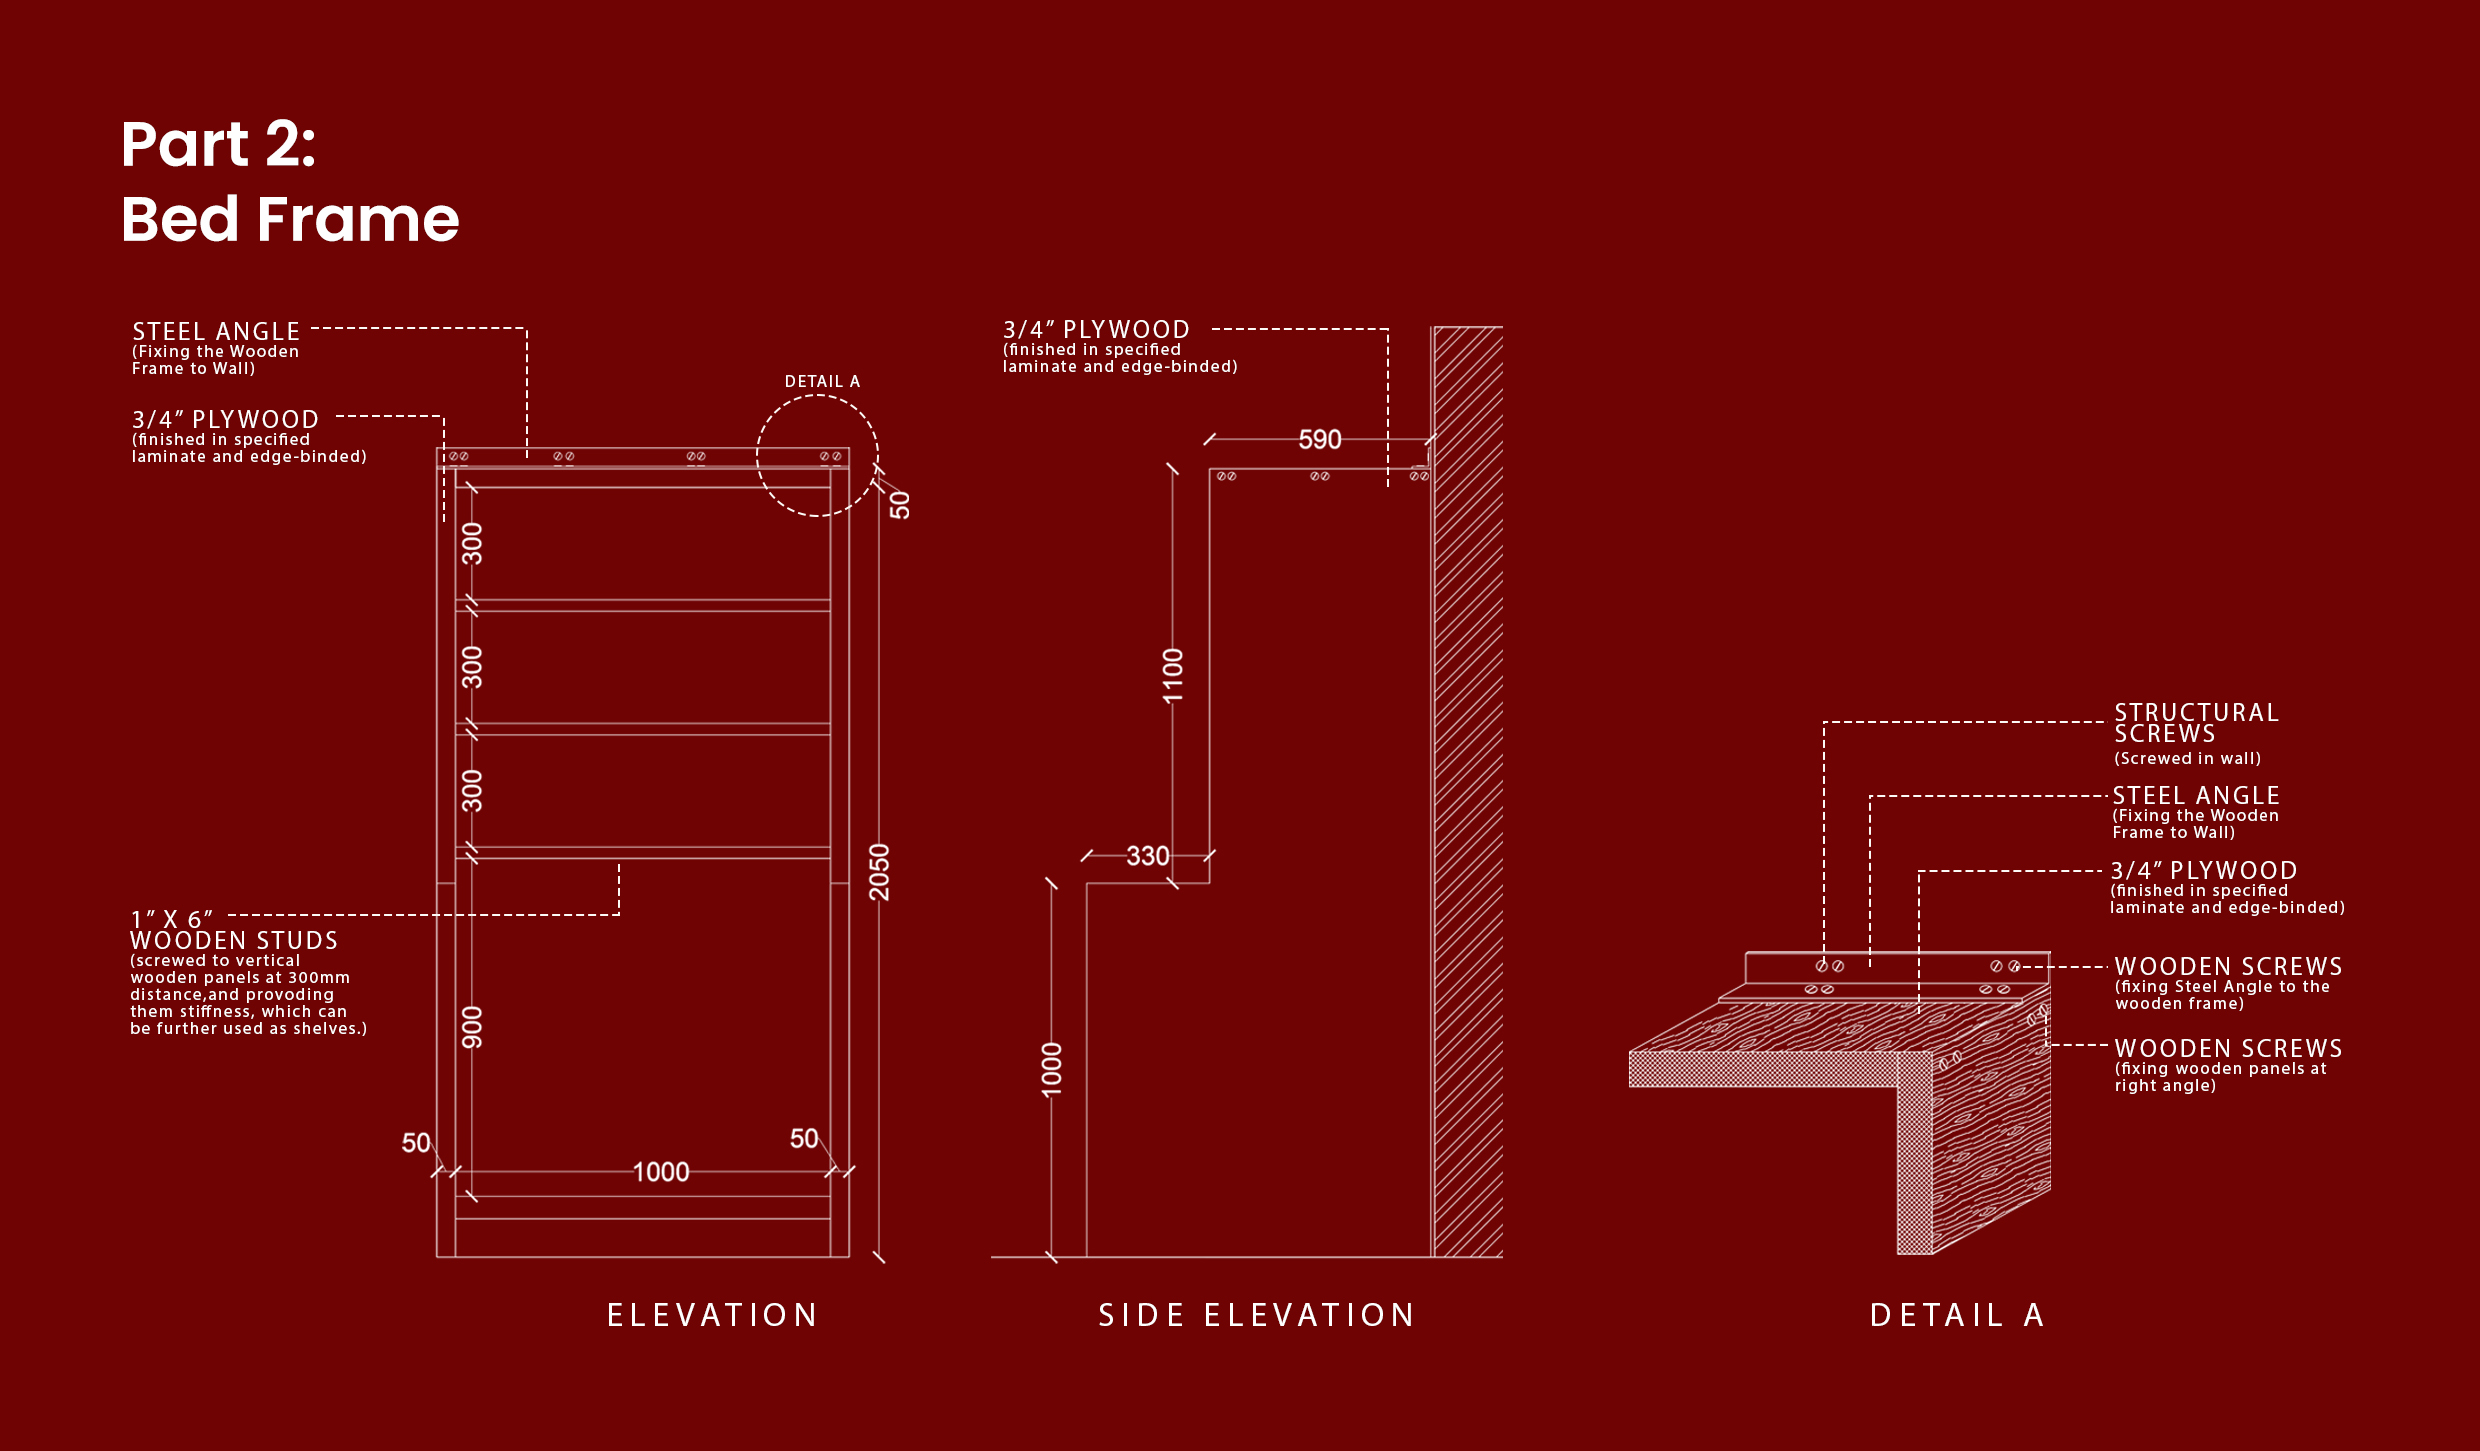 Part 2:
Bed Frame
STEEL ANGLE
(Fixing the Wooden
Frame to Wall)
3/4” PLYWOOD
(finished in specified
laminate and edge-binded)
DETAIL A
50
300
300
300
2050
1” X 6”
WOODEN STUDS
(screwed to vertical
wooden panels at 300mm
distance,and provoding
them stiffness, which can
be further used as shelves.)
900
50
50
1000
ELEVATION
3/4” PLYWOOD
(finished in specified
laminate and edge-binded)
590
1100
330
1000
SIDE ELEVATION
STRUCTURAL
SCREWS
(Screwed in wall)
STEEL ANGLE
(Fixing the Wooden
Frame to Wall)
3/4” PLYWOOD
(finished in specified
laminate and edge-binded)
WOODEN SCREWS
(fixing Steel Angle to the
wooden frame)
WOODEN SCREWS
(fixing wooden panels at
right angle)
DETAIL A